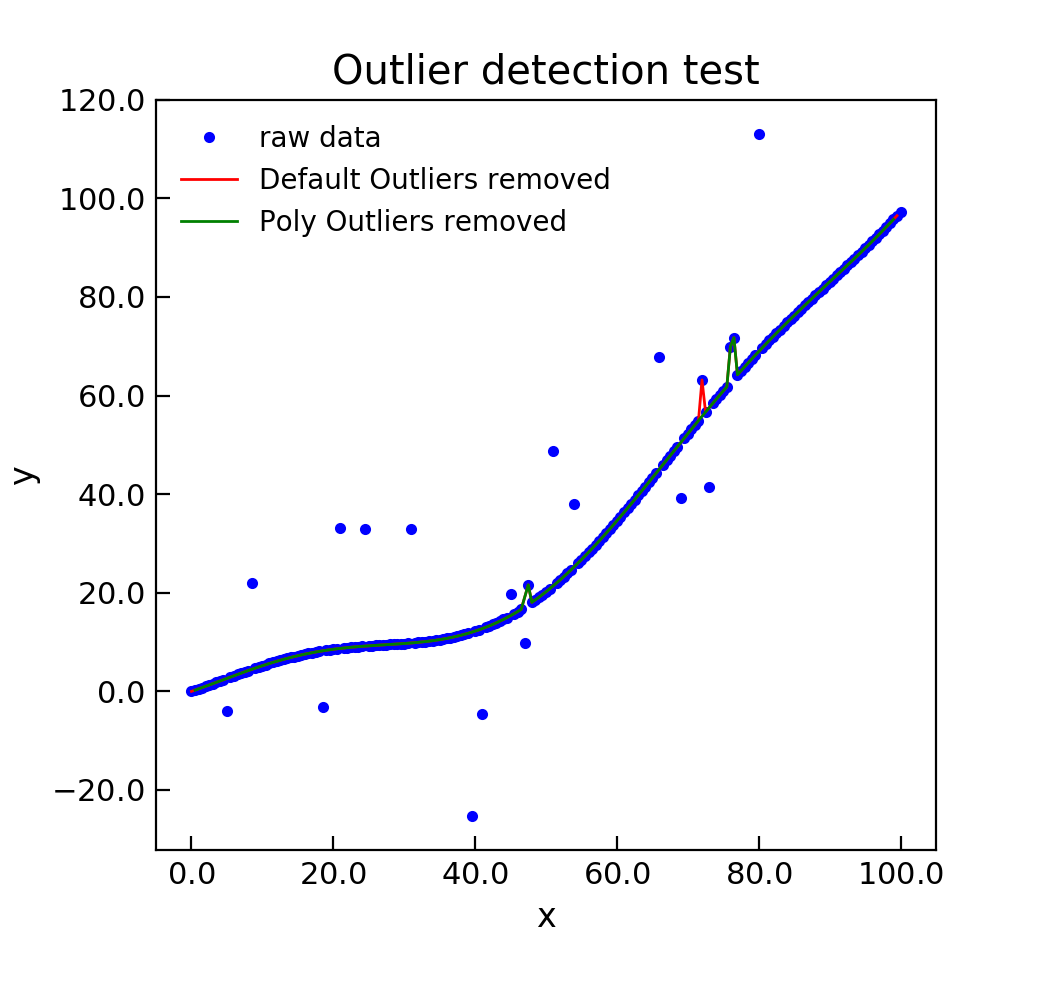 Outlier detection test
120.0
100.0
80.0
60.0
40.0
20.0
0.0
−20.0
raw data
Default Outliers removed
Poly Outliers removed
y
0.0 20.0 40.0 60.0 80.0 100.0
x